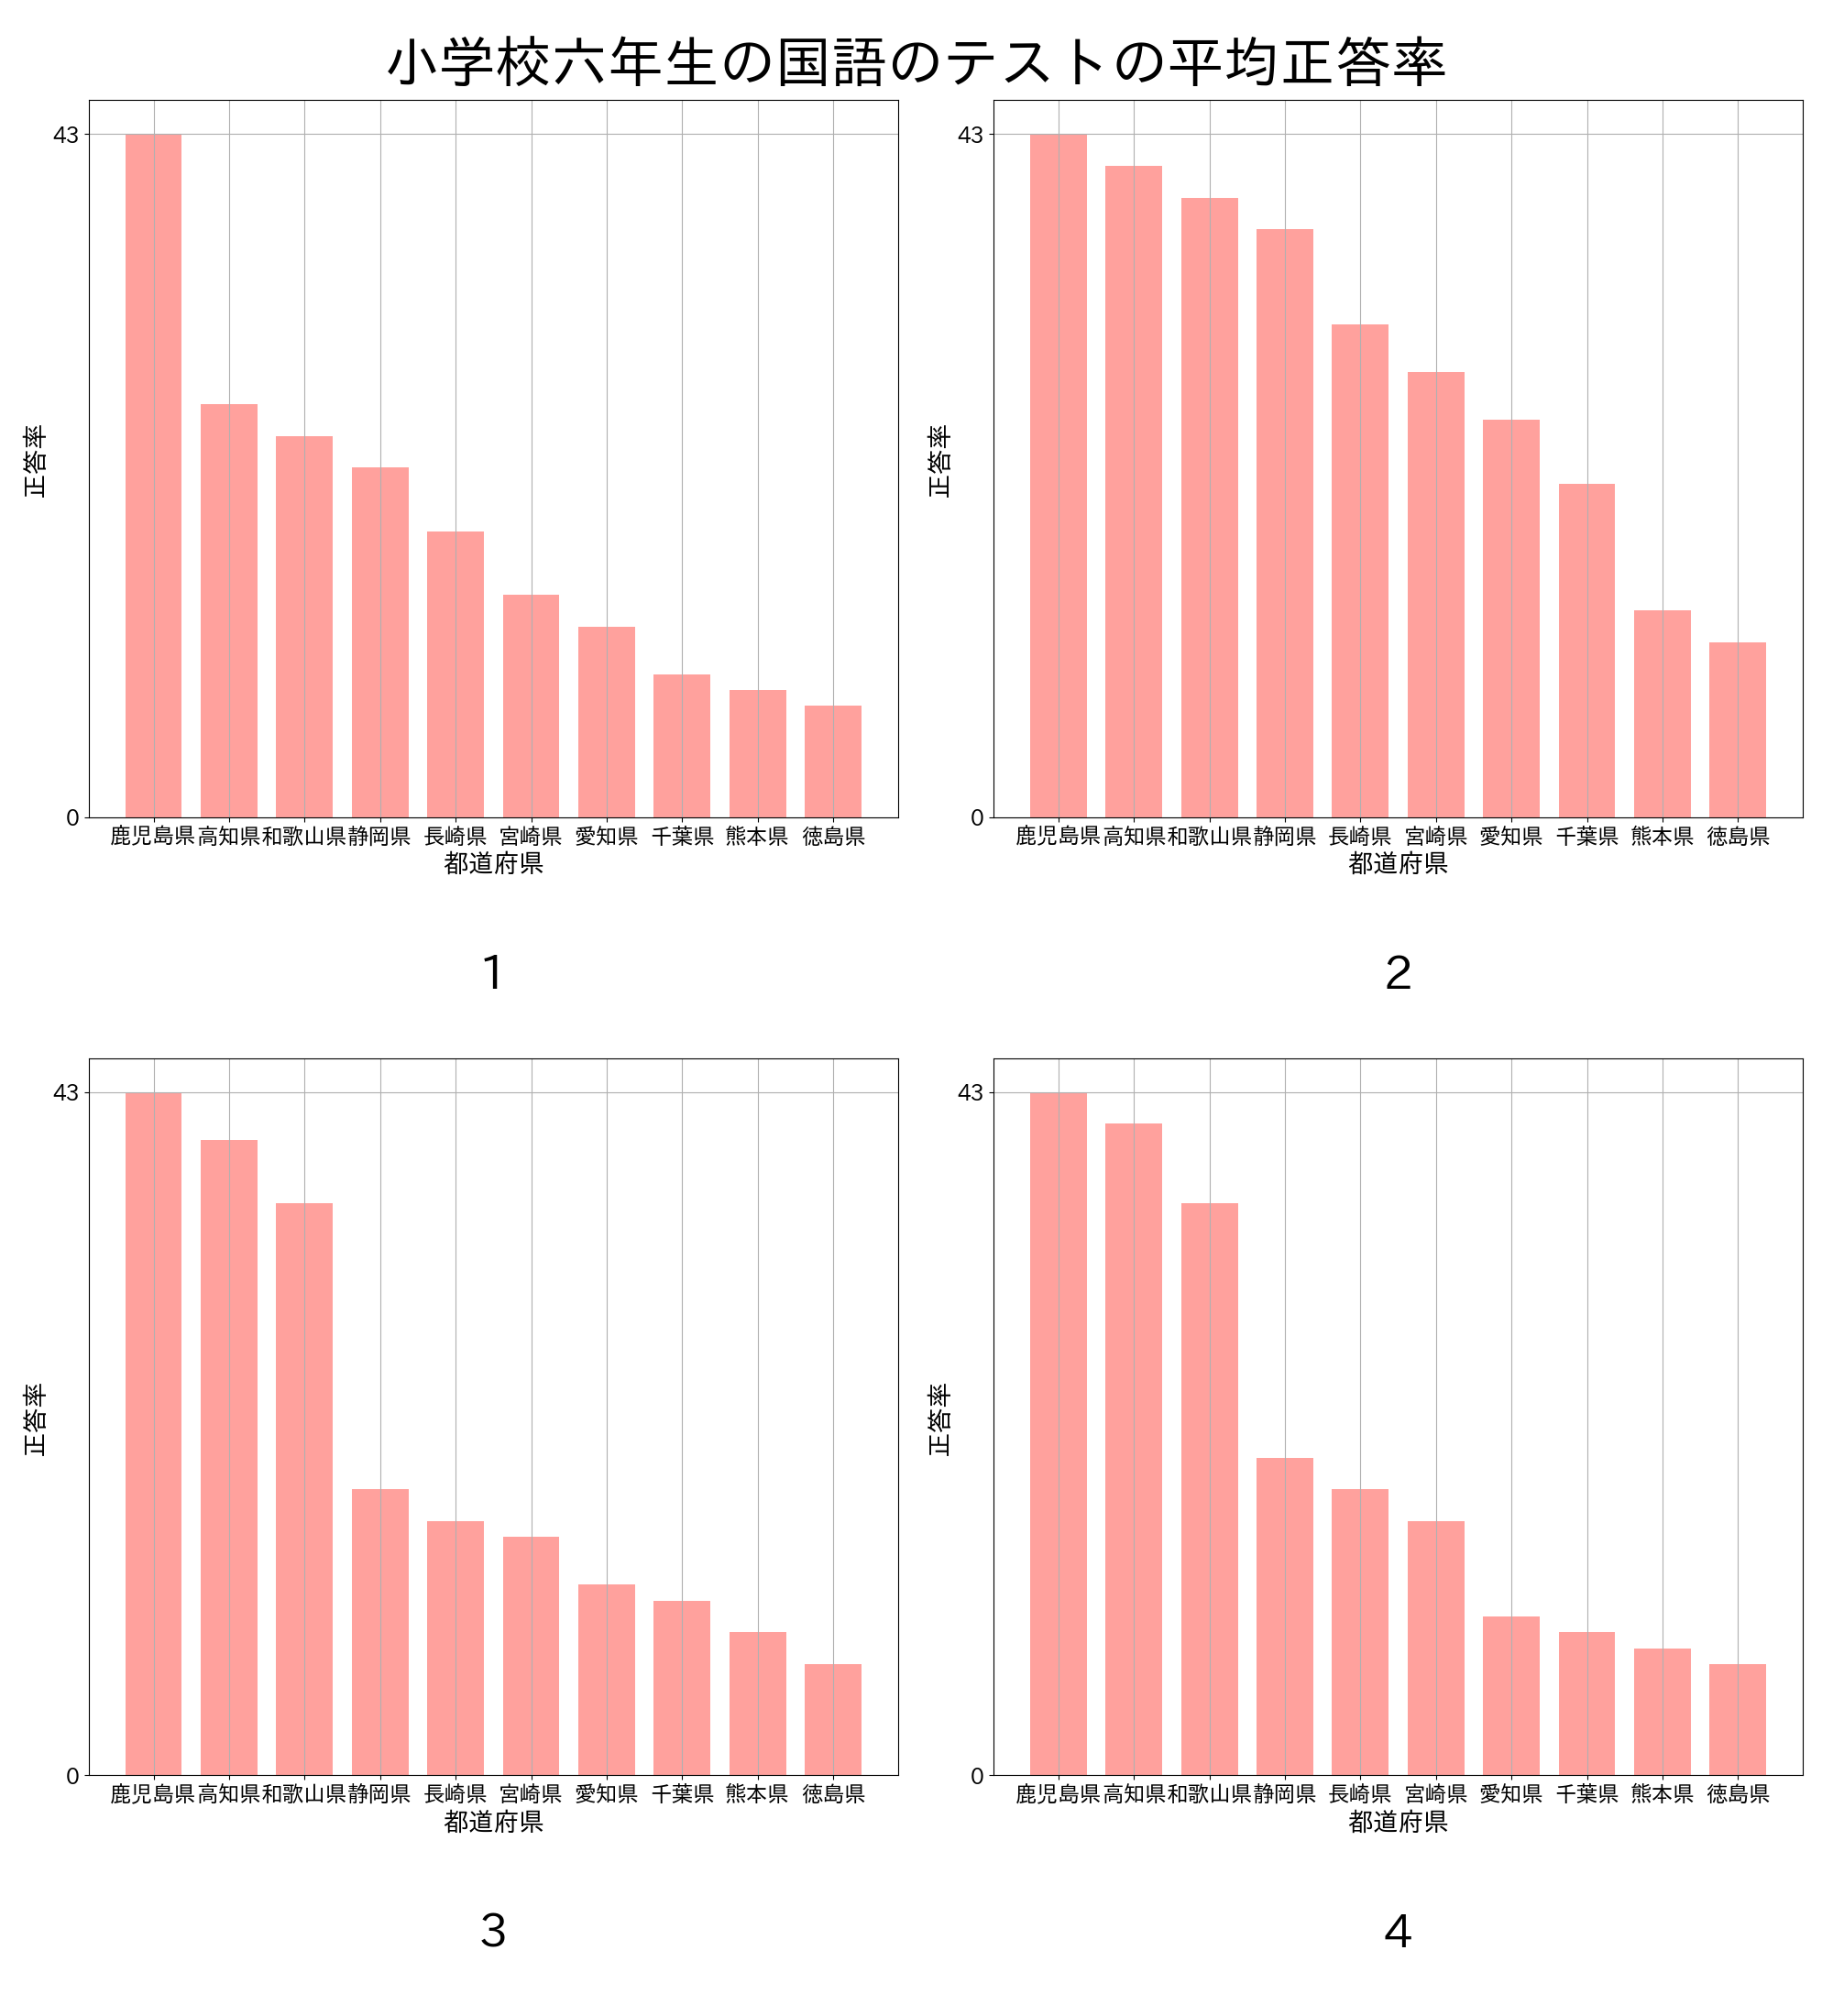 小学校六年生の国語のテストの平均正答率
43
正答率
0
鹿児島県 高知県 和歌山県 静岡県 長崎県 宮崎県 愛知県 千葉県 熊本県 徳島県
都道府県
1
43
正答率
0
鹿児島県 高知県 和歌山県 静岡県 長崎県 宮崎県 愛知県 千葉県 熊本県 徳島県
都道府県
2
43
正答率
0
鹿児島県 高知県 和歌山県 静岡県 長崎県 宮崎県 愛知県 千葉県 熊本県 徳島県
都道府県
3
43
正答率
0
鹿児島県 高知県 和歌山県 静岡県 長崎県 宮崎県 愛知県 千葉県 熊本県 徳島県
都道府県
4